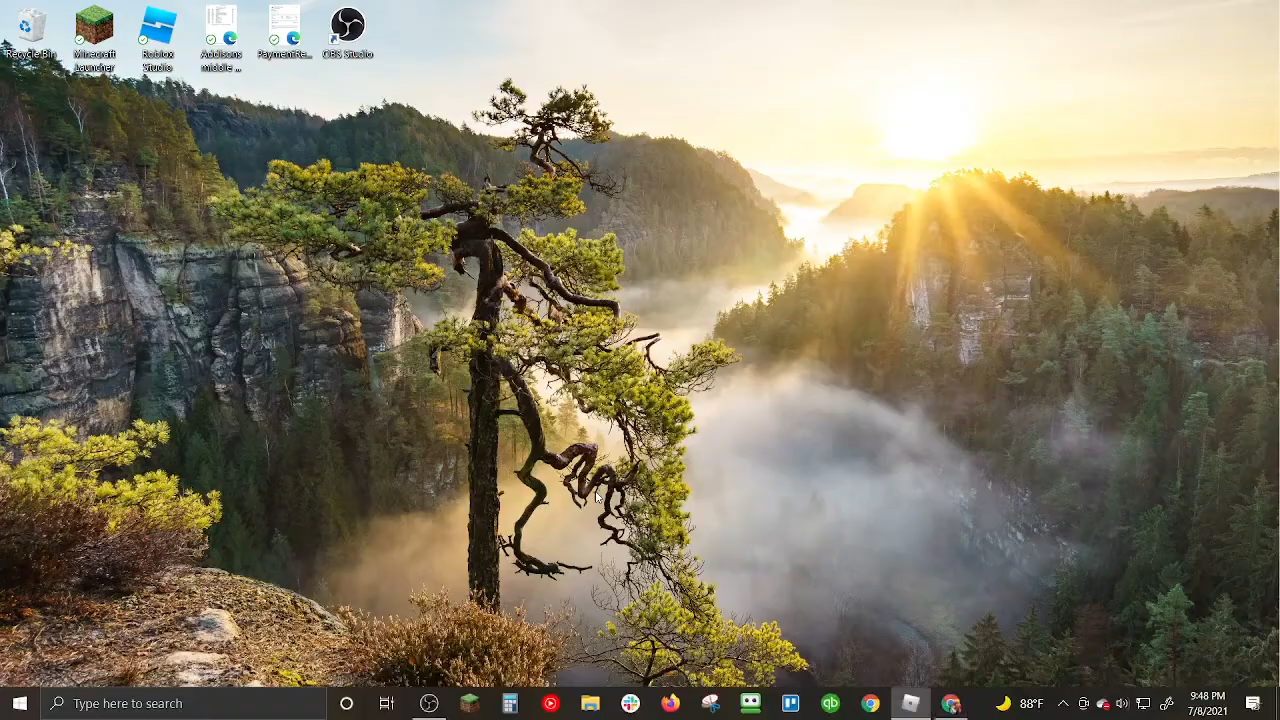 Recycle Bin
Minecraft Launcher
Roblox Studio
Addisons middle ...
PaymentRe...
OBS Studio
Type here to search
qb
88°F
9:48 PM
7/8/2021